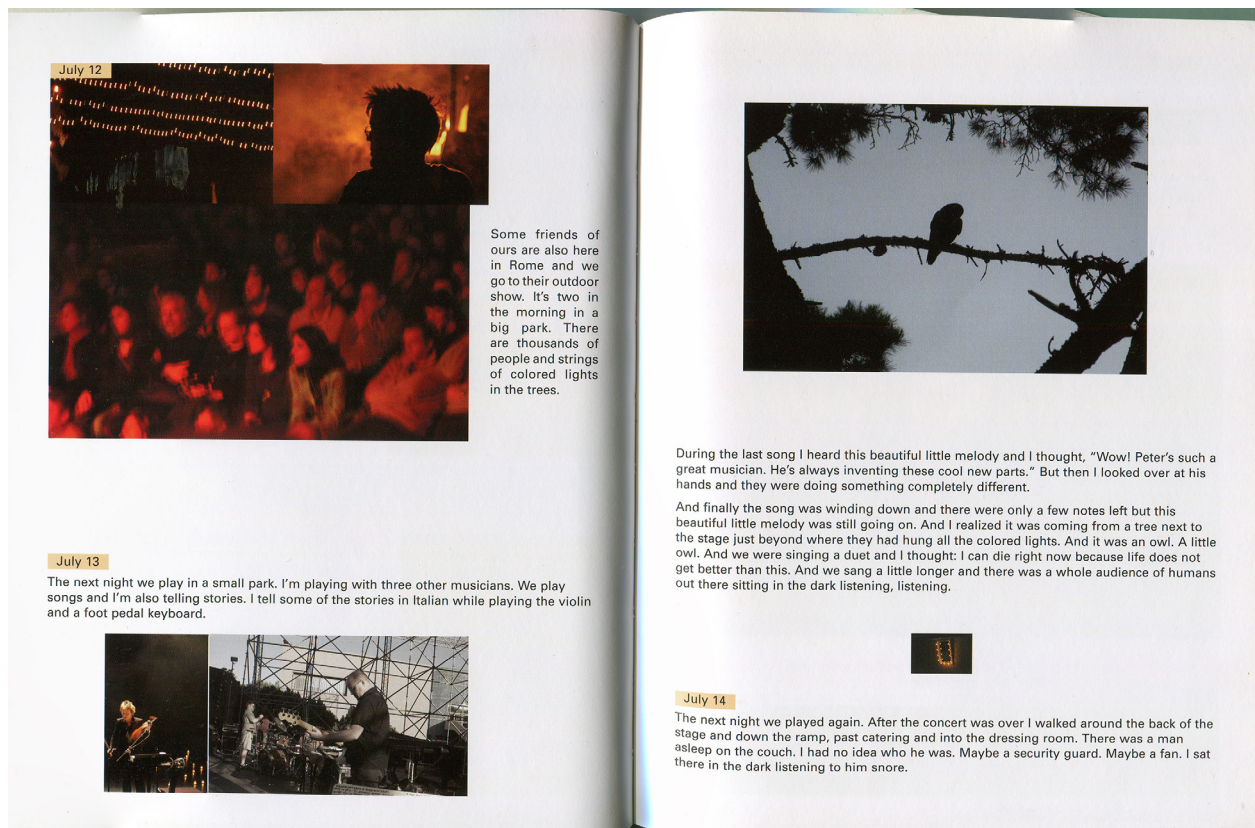 July 12
Some friends of
ours are also here
in Rome and we
go to their outdoor
show. It's two in
the morning in a
big park. There
are thousands of
people and strings
of colored lights
in the trees.
July 13
The next night we play in a small park. I'm playing with three other musicians. We play
songs and I'm also telling stories. I tell some of the stories in Italian while playing the violin
and a foot pedal keyboard.
During the last song I heard this beautiful little melody and I thought, "Wow! Peter's such a
great musician. He's always inventing these cool new parts." But then I looked over at his
hands and they were doing something completely different.
And finally the song was winding down and there were only a few notes left but this
beautiful little melody was still going on. And I realized it was coming from a tree next to
the stage just beyond where they had hung all the colored lights. And it was an owl. A little
owl. And we were singing a duet and I thought: I can die right now because life does not
get better than this. And we sang a little longer and there was a whole audience of humans
out there sitting in the dark listening, listening.
July 14
The next night we played again. After the concert was over I walked around the back of the
stage and down the ramp, past catering and into the dressing room. There was a man
asleep on the couch. I had no idea who he was. Maybe a security guard. Maybe a fan. I sat
there in the dark listening to him snore.